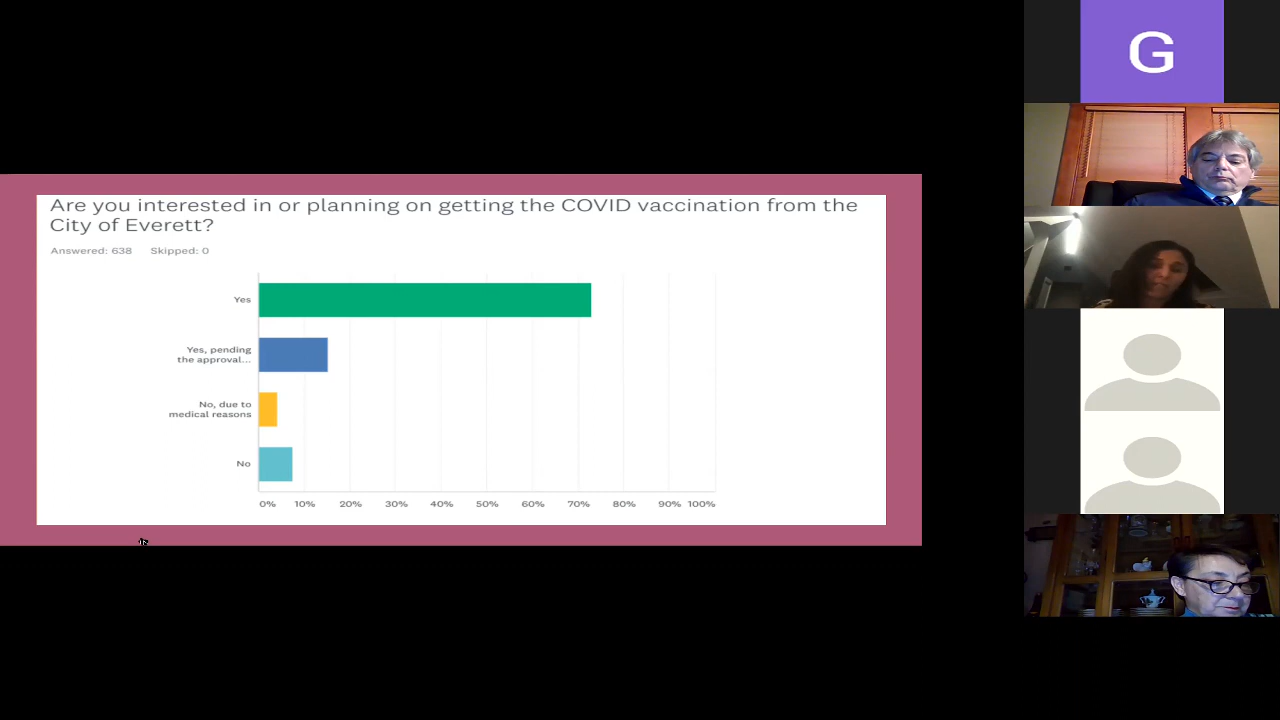 Are you interested in or planning on getting the COVID vaccination from the
City of Everett?
Answered: 638 Skipped: 0
Yes
Yes, pending
the approval...
No, due to
medical reasons
No
0% 10% 20% 30% 40% 50% 60% 70% 80% 90% 100%
G